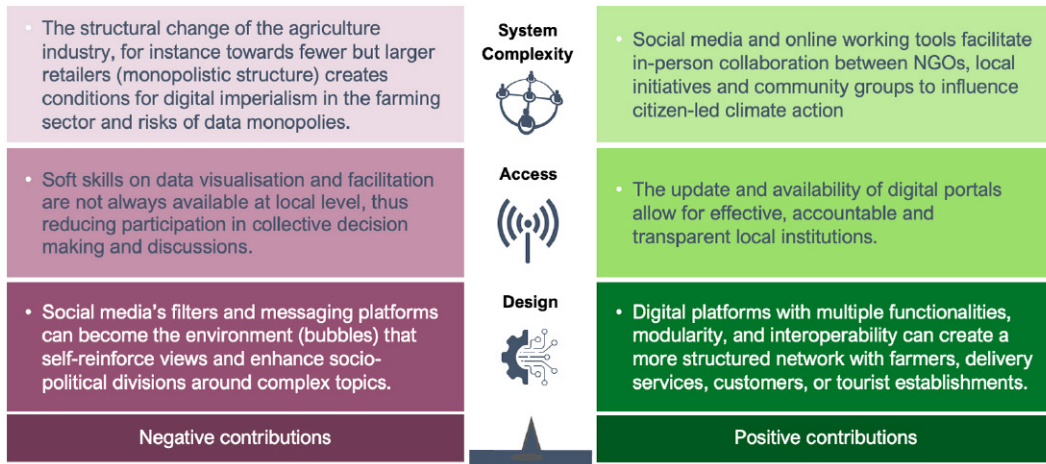 • The structural change of the agriculture
industry, for instance towards fewer but larger
retailers (monopolistic structure) creates
conditions for digital imperialism in the farming
sector and risks of data monopolies.
System
Complexity
• Social media and online working tools facilitate
in-person collaboration between NGOs, local
initiatives and community groups to influence
citizen-led climate action
• Soft skills on data visualisation and facilitation
are not always available at local level, thus
reducing participation in collective decision
making and discussions.
Access
• The update and availability of digital portals
allow for effective, accountable and
transparent local institutions.
• Social media's filters and messaging platforms
can become the environment (bubbles) that
self-reinforce views and enhance socio-
political divisions around complex topics.
Design
• Digital platforms with multiple functionalities,
modularity, and interoperability can create a
more structured network with farmers, delivery
services, customers, or tourist establishments.
Negative contributions
Positive contributions